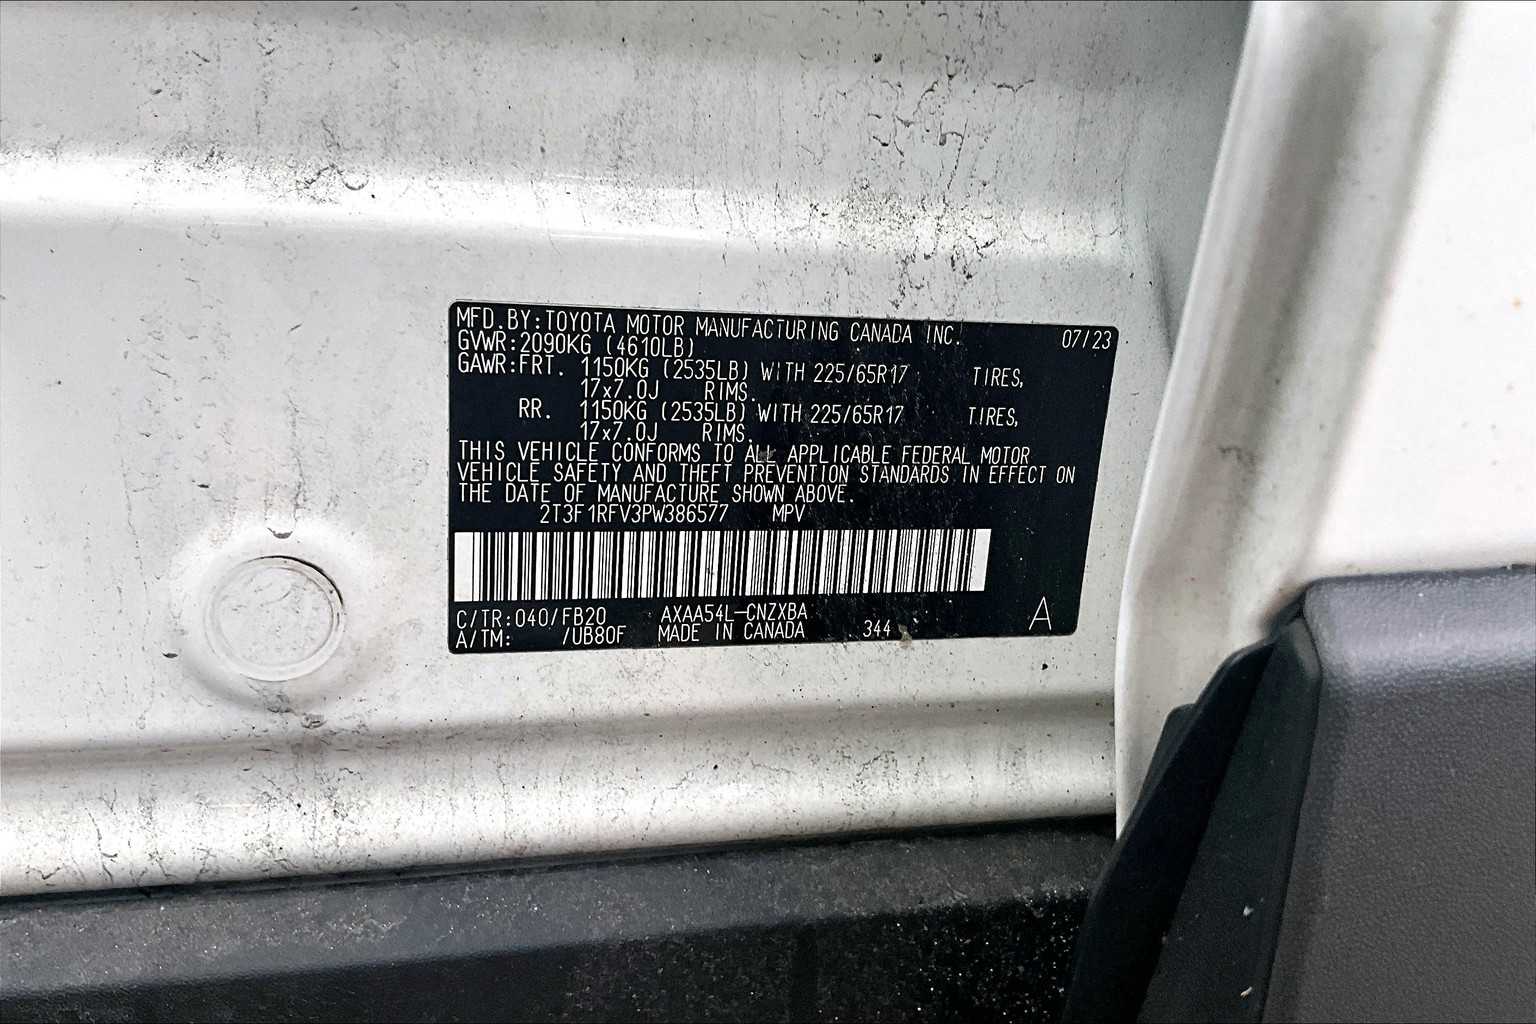 MFD.BY:TOYOTA MOTOR MANUFACTURING CANADA INC. 07/23
GVWR:2090KG (4610LB)
GAWR:FRT. 1150KG (2535LB) WITH 225/65R17 TIRES,
17x7.0J RIMS.
RR. 1150KG (2535LB) WITH 225/65R17 TIRES,
17x7.0J RIMS.
THIS VEHICLE CONFORMS TO ALL APPLICABLE FEDERAL MOTOR
VEHICLE SAFETY AND THEFT PREVENTION STANDARDS IN EFFECT ON
THE DATE OF MANUFACTURE SHOWN ABOVE.
2T3F1RFV3PW386577 MPV
C/TR:040/FB20 AXAA54L-CNZXBA
A/TM: /UB80F MADE IN CANADA 344 A